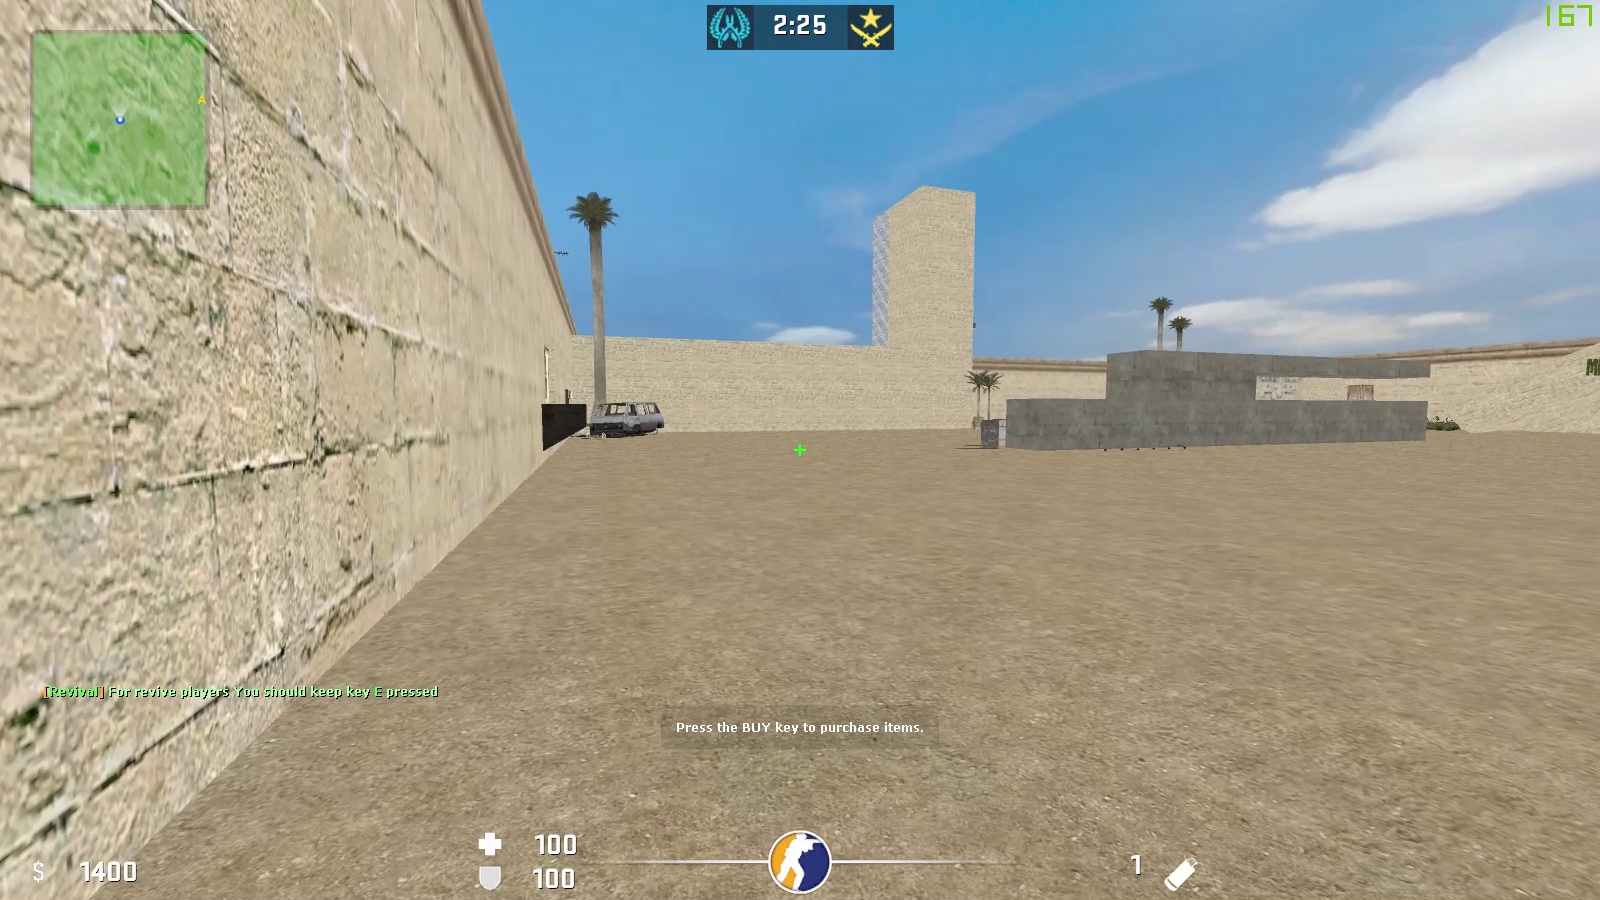 2:25
167
A
[Revival] For revive players You should keep key E pressed
Press the BUY key to purchase items.
$ 1400
100
100
1